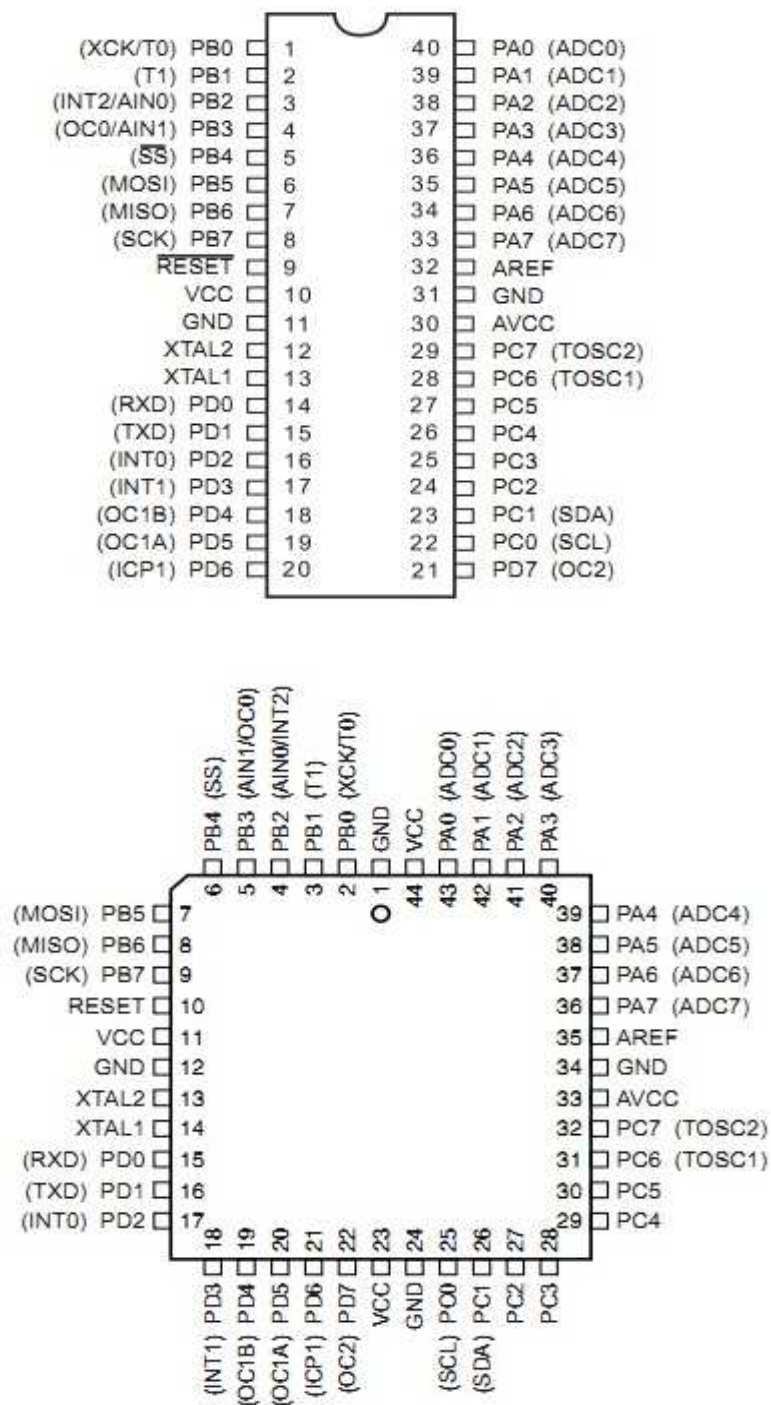 (XCK/T0) PB0 1 40 PA0 (ADC0)
(T1) PB1 2 39 PA1 (ADC1)
(INT2/AIN0) PB2 3 38 PA2 (ADC2)
(OC0/AIN1) PB3 4 37 PA3 (ADC3)
(SS) PB4 5 36 PA4 (ADC4)
(MOSI) PB5 6 35 PA5 (ADC5)
(MISO) PB6 7 34 PA6 (ADC6)
(SCK) PB7 8 33 PA7 (ADC7)
RESET 9 32 AREF
VCC 10 31 GND
GND 11 30 AVCC
XTAL2 12 29 PC7 (TOSC2)
XTAL1 13 28 PC6 (TOSC1)
(RXD) PD0 14 27 PC5
(TXD) PD1 15 26 PC4
(INT0) PD2 16 25 PC3
(INT1) PD3 17 24 PC2
(OC1B) PD4 18 23 PC1 (SDA)
(OC1A) PD5 19 22 PC0 (SCL)
(ICP1) PD6 20 21 PD7 (OC2)
PB4 (SS)
PB3 (AIN1/OC0)
PB2 (AIN0/INT2)
PB1 (T1)
PB0 (XCK/T0)
GND
VCC
PA0 (ADC0)
PA1 (ADC1)
PA2 (ADC2)
PA3 (ADC3)
6 5 4 3 2 1 44 43 42 41 40
(MOSI) PB5 7 39 PA4 (ADC4)
(MISO) PB6 8 38 PA5 (ADC5)
(SCK) PB7 9 37 PA6 (ADC6)
RESET 10 36 PA7 (ADC7)
VCC 11 35 AREF
GND 12 34 GND
XTAL2 13 33 AVCC
XTAL1 14 32 PC7 (TOSC2)
(RXD) PD0 15 31 PC6 (TOSC1)
(TXD) PD1 16 30 PC5
(INT0) PD2 17 29 PC4
18 19 20 21 22 23 24 25 26 27 28
(INT1) PD3
(OC1B) PD4
(OC1A) PD5
(ICP1) PD6
(OC2) PD7
VCC
GND
(SCL) PC0
(SDA) PC1
PC2
PC3